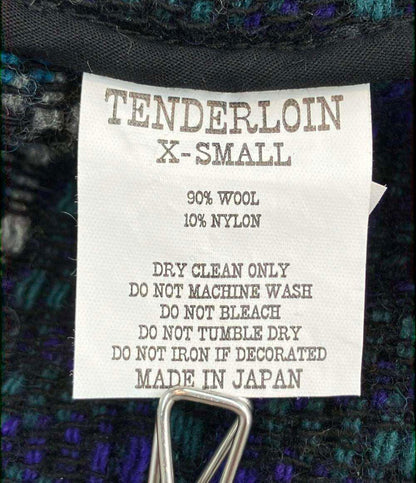 TENDERLOIN
X-SMALL
90% WOOL
10% NYLON
DRY CLEAN ONLY
DO NOT MACHINE WASH
DO NOT BLEACH
DO NOT TUMBLE DRY
DO NOT IRON IF DECORATED
MADE IN JAPAN